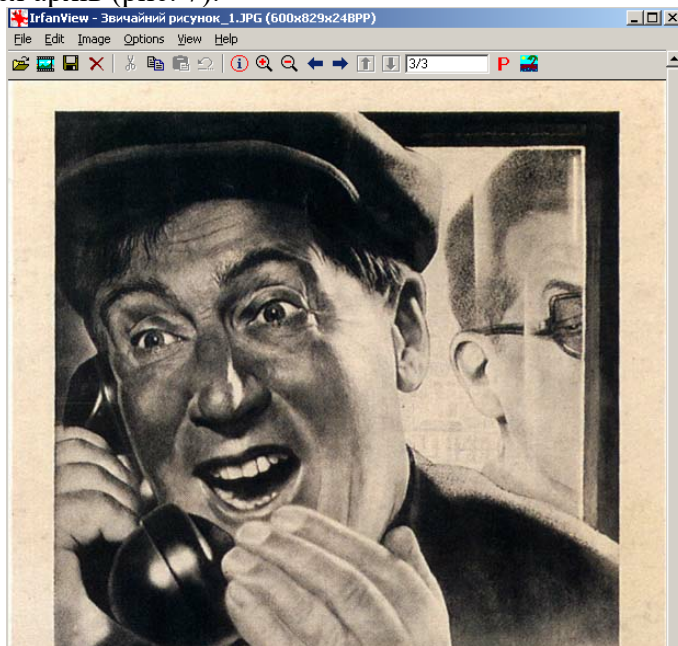 IrfanView - Звичайний рисунок_1.JPG (600x829x24BPP)
File Edit Image Options View Help
3/3 P